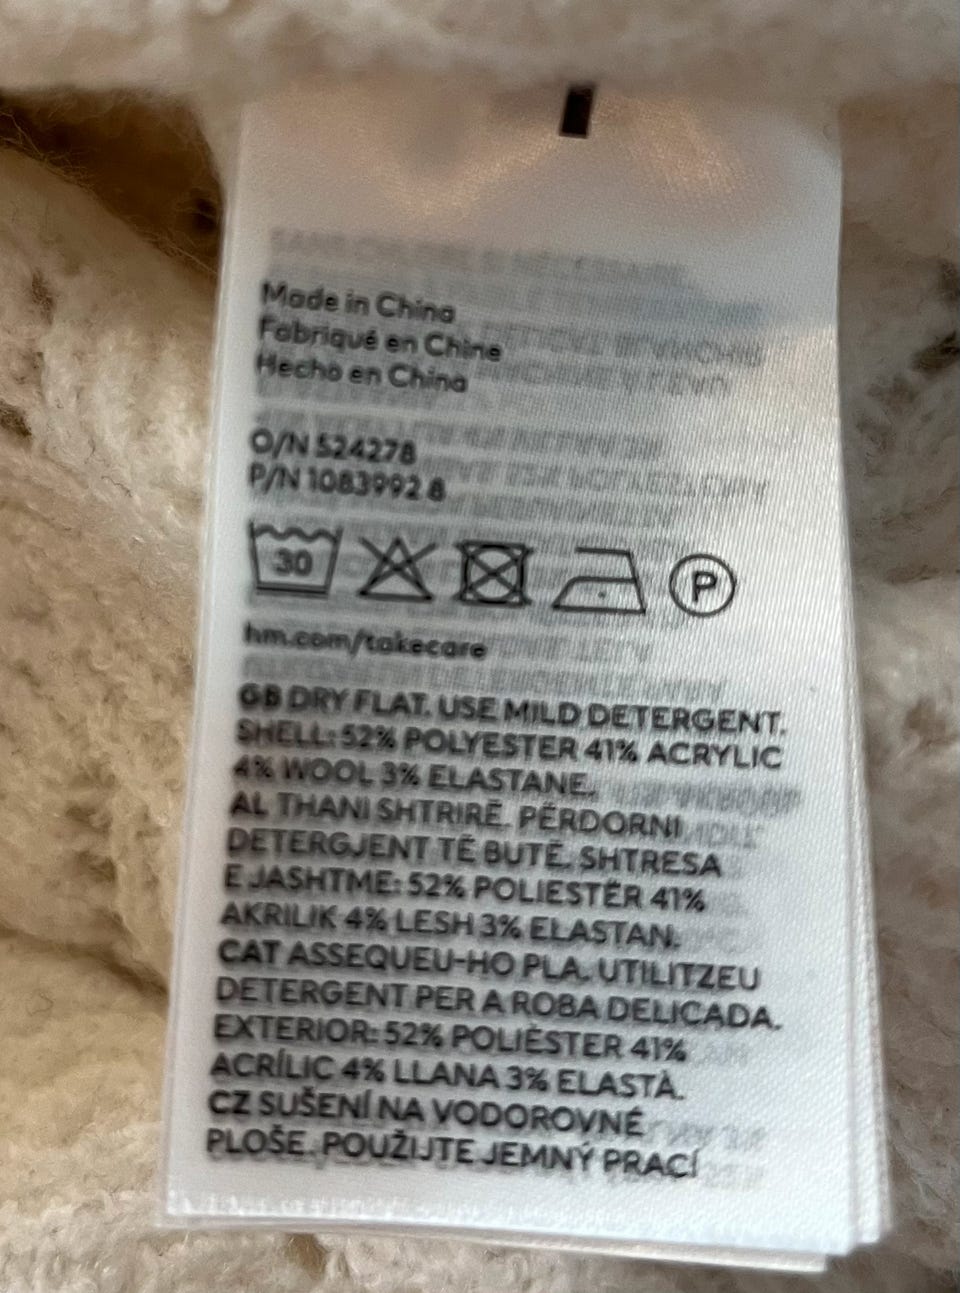 Made in China
Fabriqué en Chine
Hecho en China
O/N 524278
P/N 1083992 8
30
P
hm.com/takecare
GB DRY FLAT. USE MILD DETERGENT.
SHELL: 52% POLYESTER 41% ACRYLIC
4% WOOL 3% ELASTANE.
AL THANI SHTRIRË. PËRDORNI
DETERGJENT TË BUTË. SHTRESA
E JASHTME: 52% POLIESTËR 41%
AKRILIK 4% LESH 3% ELASTAN.
CAT ASSEQUEU-HO PLA. UTILITZEU
DETERGENT PER A ROBA DELICADA.
EXTERIOR: 52% POLIÈSTER 41%
ACRÍLIC 4% LLANA 3% ELASTÀ.
CZ SUŠENÍ NA VODOROVNÉ
PLOŠE. POUŽIJTE JEMNÝ PRACÍ